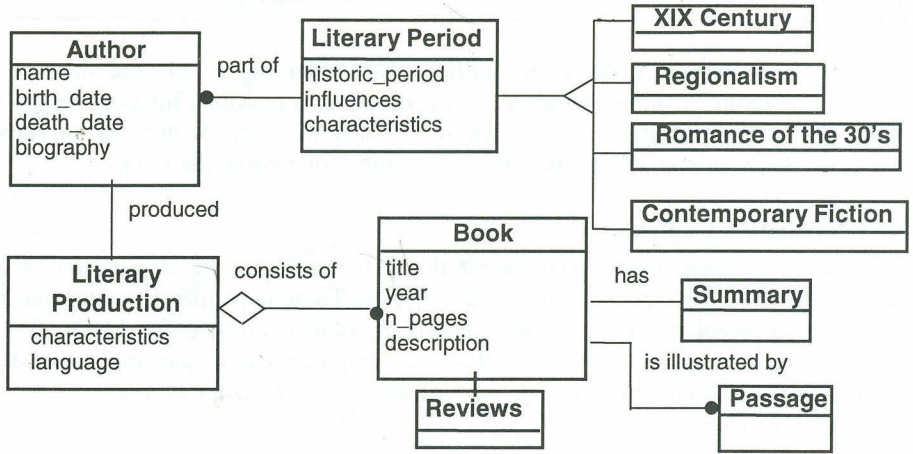 Author
name
birth_date
death_date
biography
part of
Literary Period
historic_period
influences
characteristics
XIX Century
Regionalism
Romance of the 30's
Contemporary Fiction
produced
Literary
Production
characteristics
language
consists of
Book
title
year
n_pages
description
has
Summary
is illustrated by
Passage
Reviews